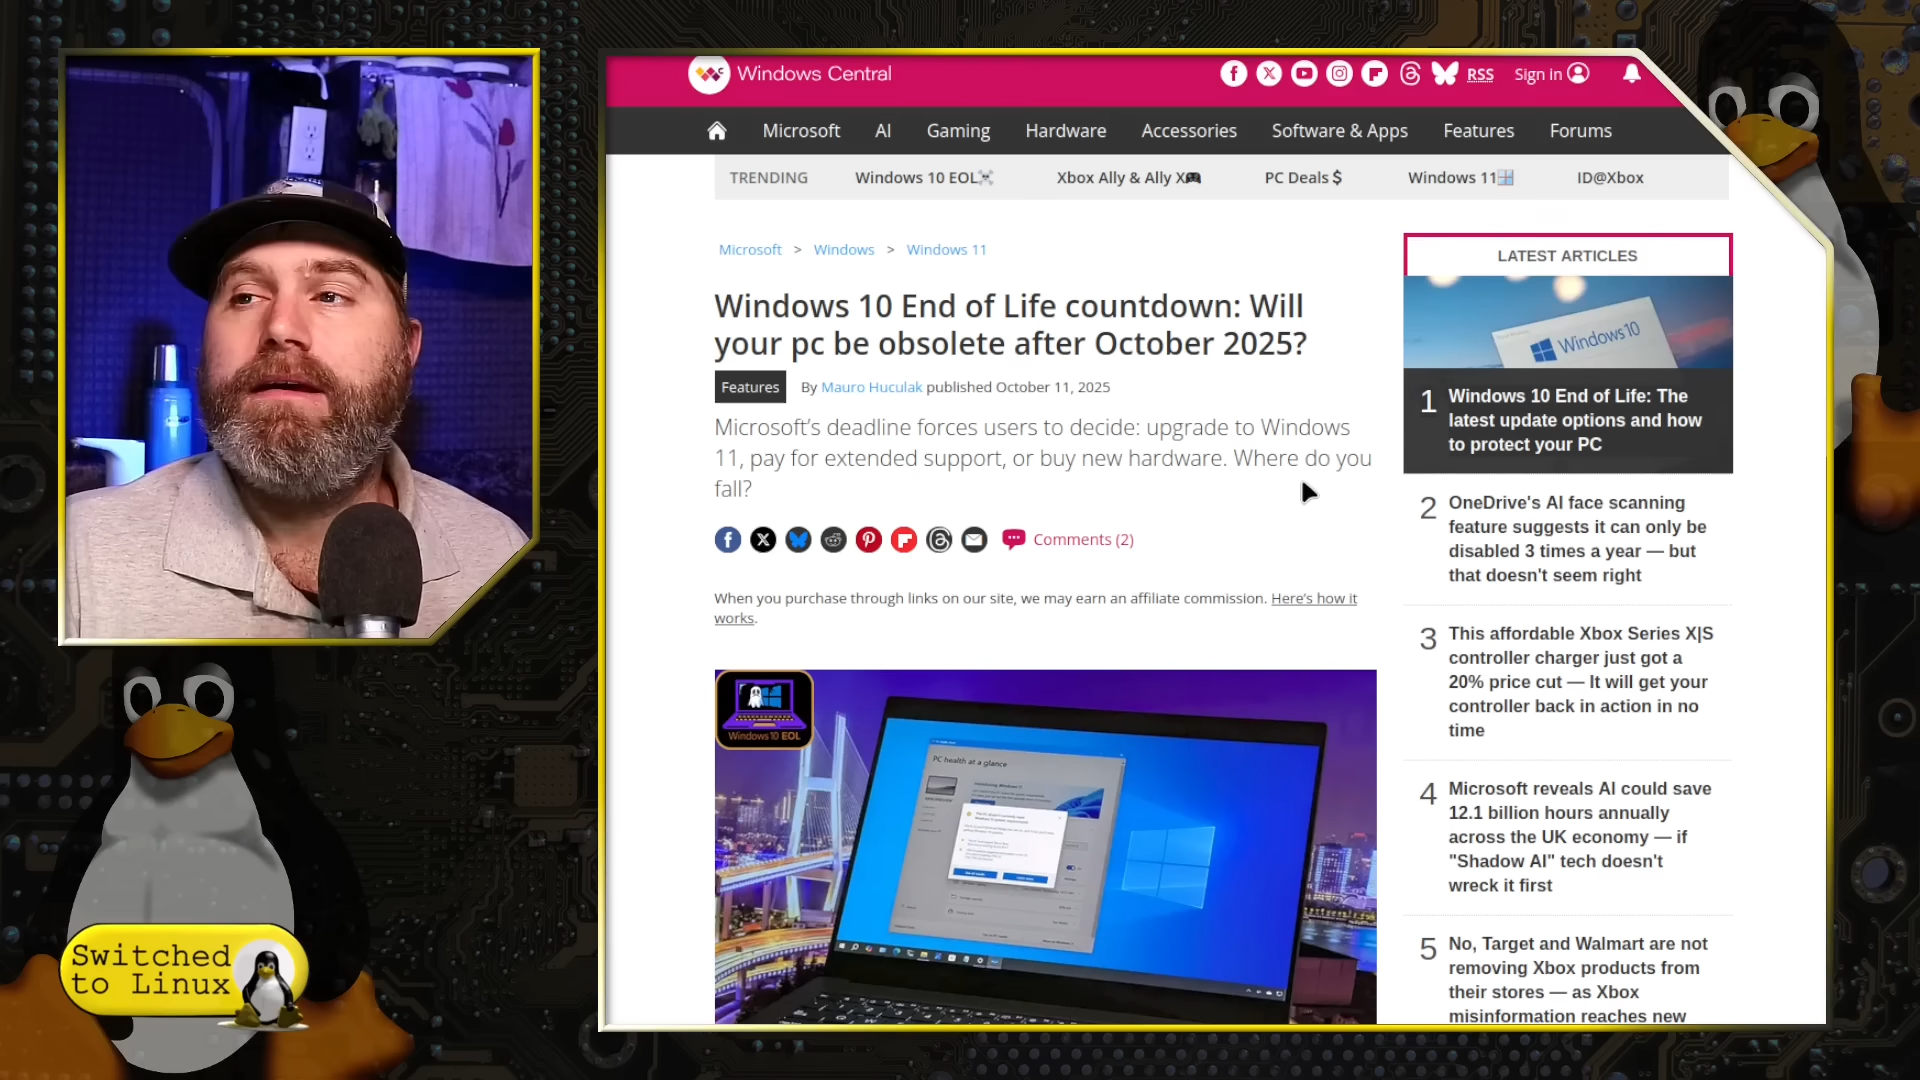 Windows Central
RSS
Sign in
Microsoft
AI
Gaming
Hardware
Accessories
Software & Apps
Features
Forums
TRENDING
Windows 10 EOL☠
Xbox Ally & Ally X🎮
PC Deals $
Windows 11🪟
ID@Xbox
Microsoft > Windows > Windows 11
Windows 10 End of Life countdown: Will
your pc be obsolete after October 2025?
Features
By Mauro Huculak published October 11, 2025
Microsoft’s deadline forces users to decide: upgrade to Windows
11, pay for extended support, or buy new hardware. Where do you
fall?
Comments (2)
When you purchase through links on our site, we may earn an affiliate commission. Here’s how it
works.
Windows 10 EOL
PC health at a glance
LATEST ARTICLES
Windows 10
1 Windows 10 End of Life: The
latest update options and how
to protect your PC
2 OneDrive's AI face scanning
feature suggests it can only be
disabled 3 times a year — but
that doesn't seem right
3 This affordable Xbox Series X|S
controller charger just got a
20% price cut — It will get your
controller back in action in no
time
4 Microsoft reveals AI could save
12.1 billion hours annually
across the UK economy — if
"Shadow AI" tech doesn't
wreck it first
5 No, Target and Walmart are not
removing Xbox products from
their stores — as Xbox
misinformation reaches new
Switched
to Linux